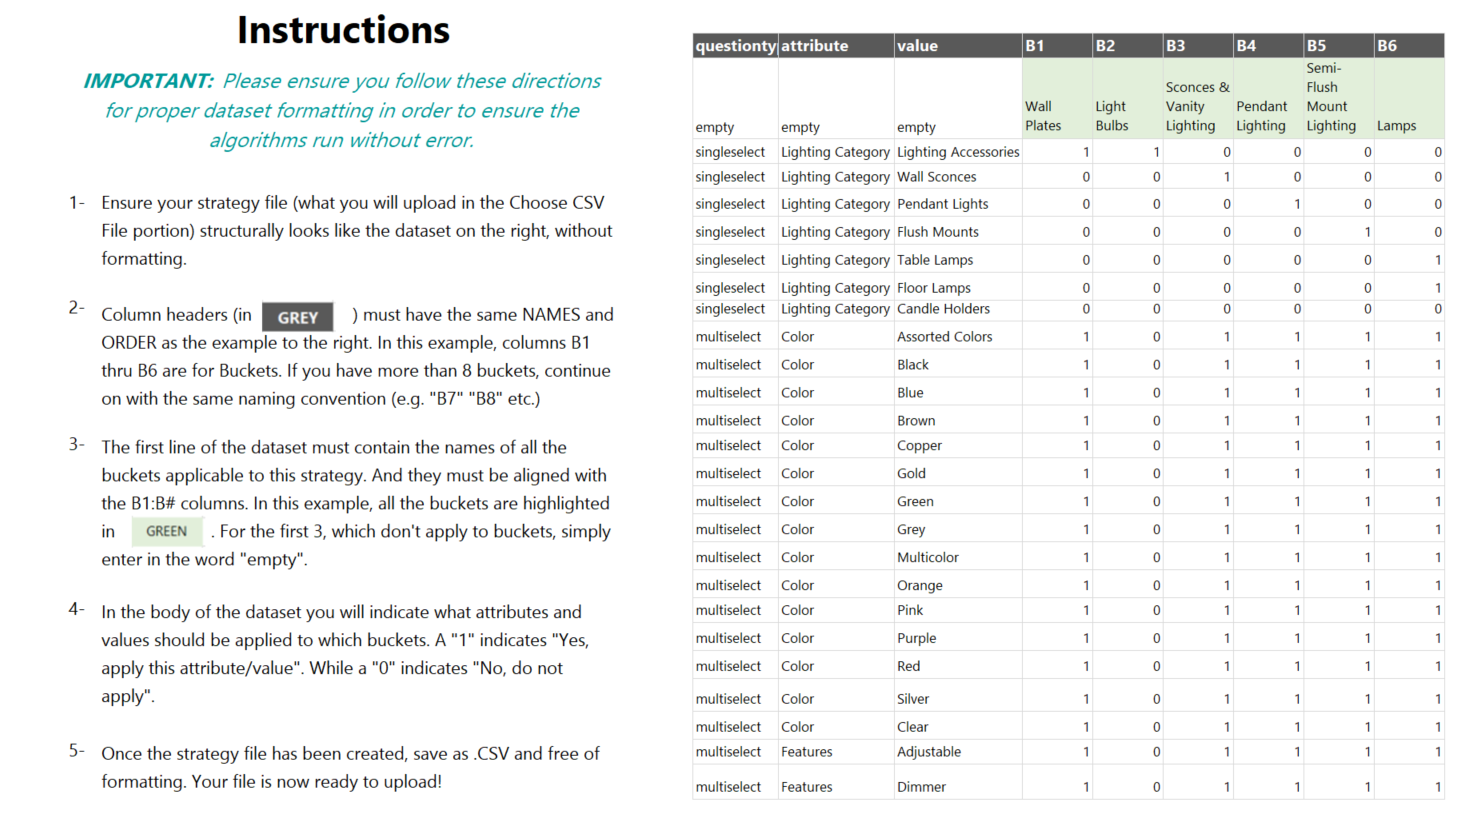 Instructions
IMPORTANT: Please ensure you follow these directions
for proper dataset formatting in order to ensure the
algorithms run without error.
1- Ensure your strategy file (what you will upload in the Choose CSV
File portion) structurally looks like the dataset on the right, without
formatting.
2- Column headers (in GREY ) must have the same NAMES and
ORDER as the example to the right. In this example, columns B1
thru B6 are for Buckets. If you have more than 8 buckets, continue
on with the same naming convention (e.g. "B7" "B8" etc.)
3- The first line of the dataset must contain the names of all the
buckets applicable to this strategy. And they must be aligned with
the B1:B# columns. In this example, all the buckets are highlighted
in GREEN . For the first 3, which don't apply to buckets, simply
enter in the word "empty".
4- In the body of the dataset you will indicate what attributes and
values should be applied to which buckets. A "1" indicates "Yes,
apply this attribute/value". While a "0" indicates "No, do not
apply".
5- Once the strategy file has been created, save as .CSV and free of
formatting. Your file is now ready to upload!
questionty attribute value B1 B2 B3 B4 B5 B6
empty empty empty Wall Plates Light Bulbs Sconces & Vanity Lighting Pendant Lighting Semi-Flush Mount Lighting Lamps
singleselect Lighting Category Lighting Accessories 1 1 0 0 0 0
singleselect Lighting Category Wall Sconces 0 0 1 0 0 0
singleselect Lighting Category Pendant Lights 0 0 0 1 0 0
singleselect Lighting Category Flush Mounts 0 0 0 0 1 0
singleselect Lighting Category Table Lamps 0 0 0 0 0 1
singleselect Lighting Category Floor Lamps 0 0 0 0 0 1
singleselect Lighting Category Candle Holders 0 0 0 0 0 0
multiselect Color Assorted Colors 1 0 1 1 1 1
multiselect Color Black 1 0 1 1 1 1
multiselect Color Blue 1 0 1 1 1 1
multiselect Color Brown 1 0 1 1 1 1
multiselect Color Copper 1 0 1 1 1 1
multiselect Color Gold 1 0 1 1 1 1
multiselect Color Green 1 0 1 1 1 1
multiselect Color Grey 1 0 1 1 1 1
multiselect Color Multicolor 1 0 1 1 1 1
multiselect Color Orange 1 0 1 1 1 1
multiselect Color Pink 1 0 1 1 1 1
multiselect Color Purple 1 0 1 1 1 1
multiselect Color Red 1 0 1 1 1 1
multiselect Color Silver 1 0 1 1 1 1
multiselect Color Clear 1 0 1 1 1 1
multiselect Features Adjustable 1 0 1 1 1 1
multiselect Features Dimmer 1 0 1 1 1 1